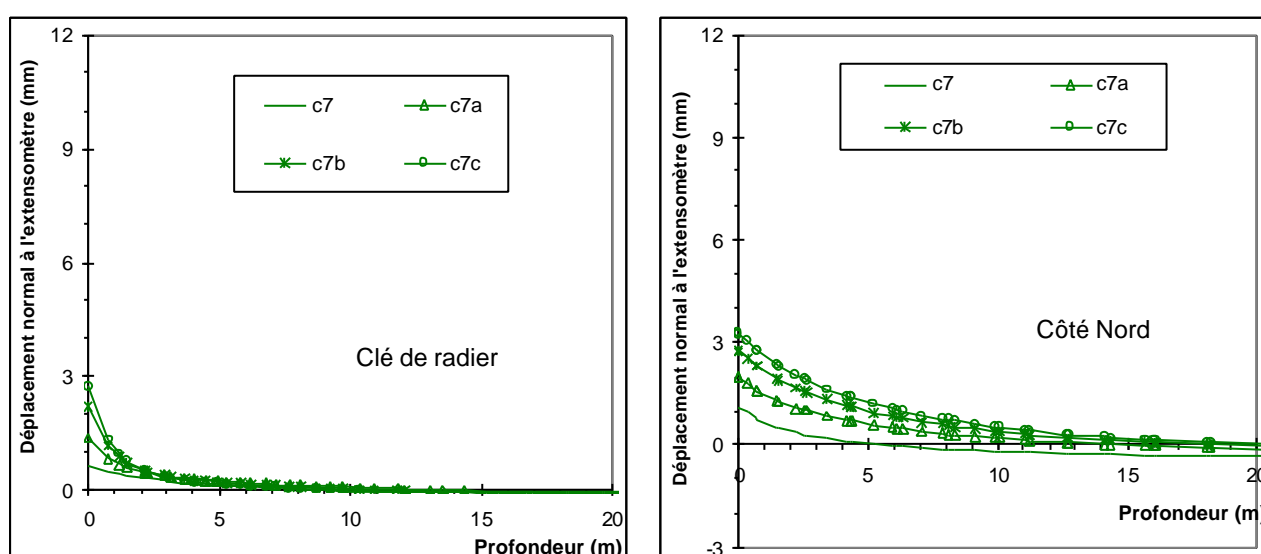 Déplacement normal à l'extensomètre (mm)
12
9
6
3
0
c7
c7a
c7b
c7c
Clé de radier
0
5
10
15
20
Profondeur (m)
Déplacement normal à l'extensomètre (mm)
12
9
6
3
0
-3
c7
c7a
c7b
c7c
Côté Nord
0
5
10
15
20
Profondeur (m)